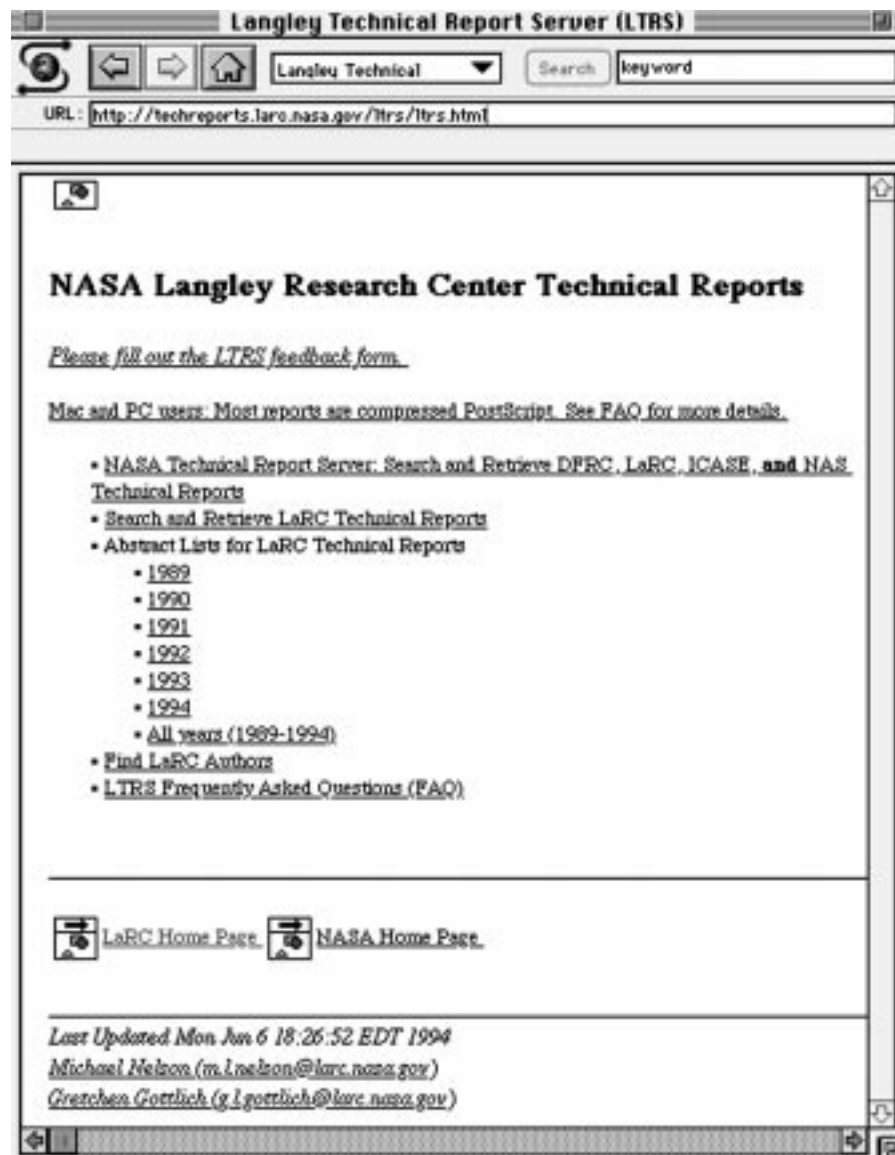 Langley Technical Report Server (LTRS)
Langley Technical
Search
keyword
URL: http://techreports.larc.nasa.gov/ltrs/ltrs.html
NASA Langley Research Center Technical Reports
Please fill out the LTRS feedback form.
Mac and PC users: Most reports are compressed PostScript. See FAQ for more details.
• NASA Technical Report Server: Search and Retrieve DFRC, LaRC, ICASE, and NAS
Technical Reports
• Search and Retrieve LaRC Technical Reports
• Abstract Lists for LaRC Technical Reports
• 1989
• 1990
• 1991
• 1992
• 1993
• 1994
• All years (1989-1994)
• Find LaRC Authors
• LTRS Frequently Asked Questions (FAQ)
LaRC Home Page. NASA Home Page.
Last Updated Mon Jun 6 18:26:52 EDT 1994
Michael Nelson (m.l.nelson@larc.nasa.gov)
Gretchen Gottlich (g.l.gottlich@larc.nasa.gov)